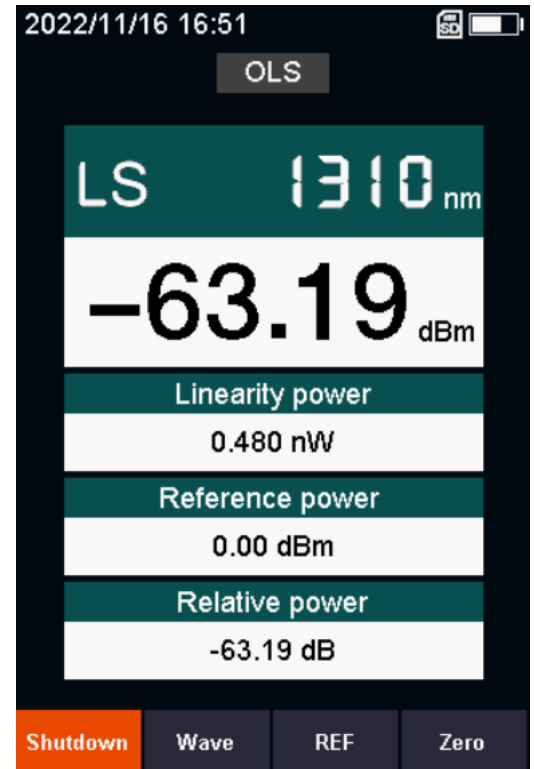 2022/11/16 16:51
SD
OLS
LS 1310 nm
-63.19 dBm
Linearity power
0.480 nW
Reference power
0.00 dBm
Relative power
-63.19 dB
Shutdown Wave REF Zero